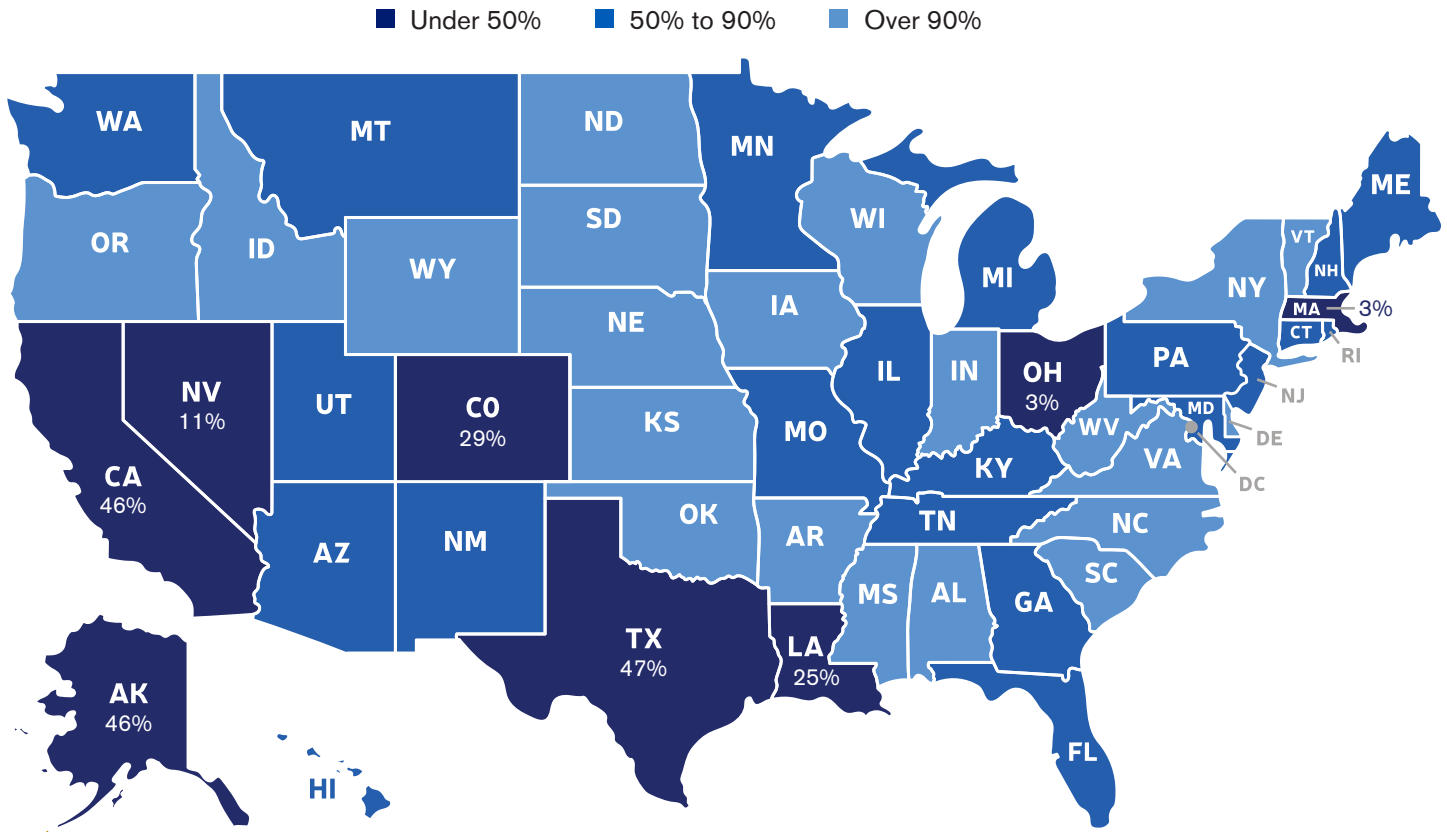 Under 50% 50% to 90% Over 90%
WA
MT
ND
MN
ME
OR
ID
SD
WI
VT
WY
MI
NH
NY
IA
NE
MA 3%
CT
RI
PA
NV
11%
UT
CO
29%
IL
IN
OH
3%
NJ
KS
MO
MD
WV
DE
VA
KY
DC
CA
46%
AZ
NM
OK
AR
TN
NC
SC
MS
AL
GA
TX
47%
LA
25%
AK
46%
HI
FL